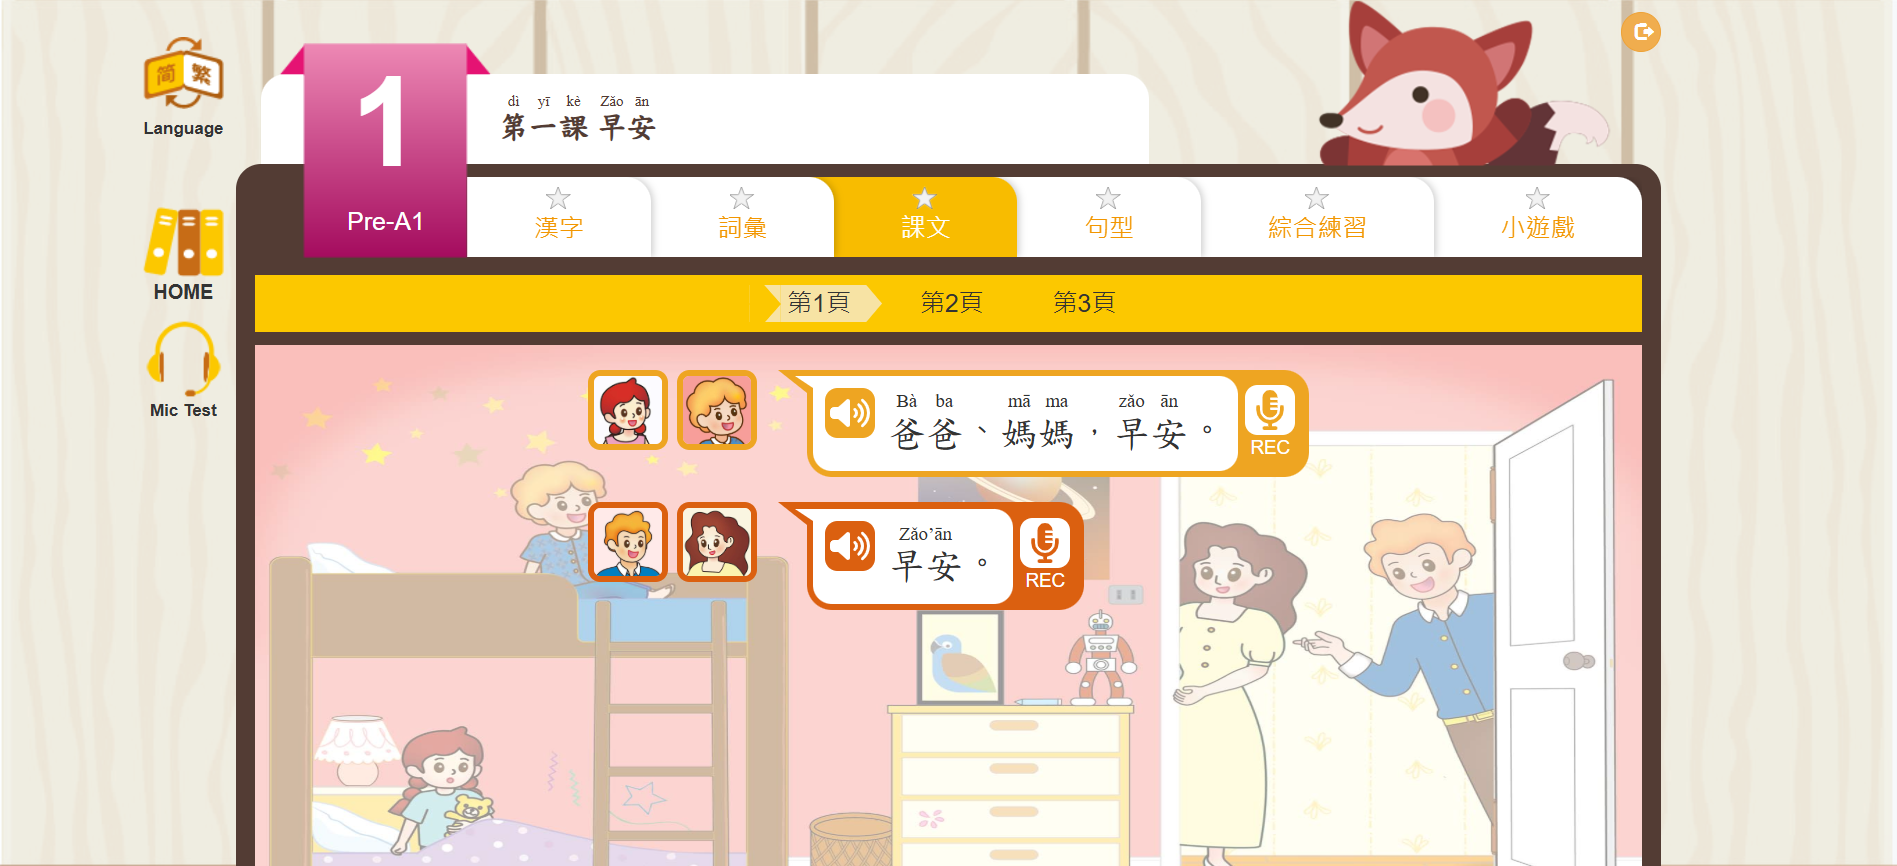 简 繁
Language
HOME
Mic Test
1
Pre-A1
dì yī kè Zǎo ān
第一課 早安
漢字
詞彙
課文
句型
綜合練習
小遊戲
第1頁
第2頁
第3頁
Bà ba mā ma zǎo ān
爸爸、媽媽，早安。
REC
Zǎo’ān
早安。
REC